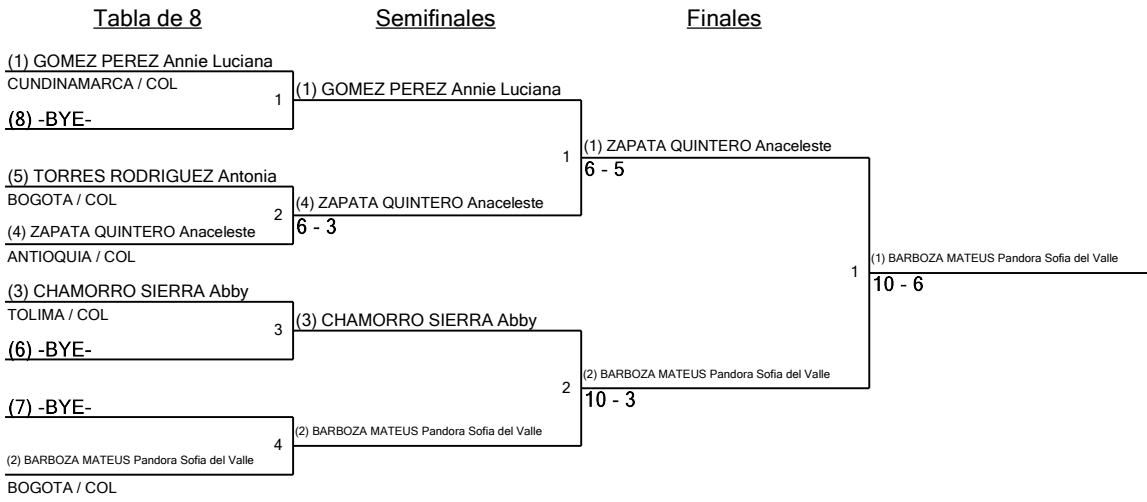 Tabla de 8
Semifinales
Finales
(1) GOMEZ PEREZ Annie Luciana
CUNDINAMARCA / COL
1
(8) -BYE-
(5) TORRES RODRIGUEZ Antonia
BOGOTA / COL
2
(4) ZAPATA QUINTERO Anaceleste
ANTIOQUIA / COL
(3) CHAMORRO SIERRA Abby
TOLIMA / COL
3
(6) -BYE-
(7) -BYE-
4
(2) BARBOZA MATEUS Pandora Sofia del Valle
BOGOTA / COL
(1) GOMEZ PEREZ Annie Luciana
1
(4) ZAPATA QUINTERO Anaceleste
6 - 3
(3) CHAMORRO SIERRA Abby
2
(2) BARBOZA MATEUS Pandora Sofia del Valle
(1) ZAPATA QUINTERO Anaceleste
6 - 5
1
(2) BARBOZA MATEUS Pandora Sofia del Valle
10 - 3
(1) BARBOZA MATEUS Pandora Sofia del Valle
10 - 6